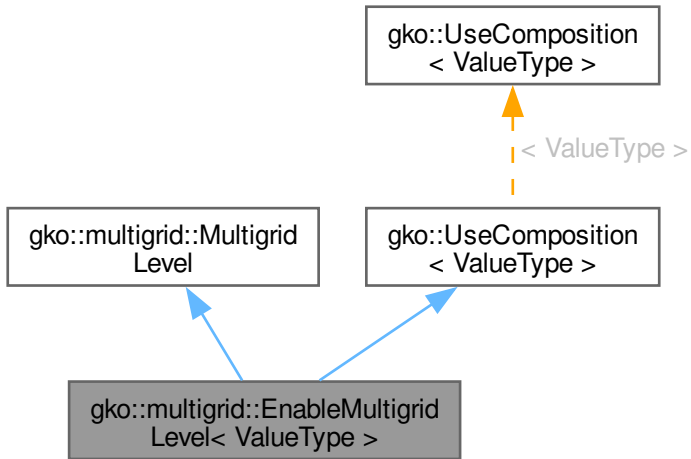 gko::UseComposition
< ValueType >
< ValueType >
gko::multigrid::Multigrid
Level
gko::UseComposition
< ValueType >
gko::multigrid::EnableMultigrid
Level< ValueType >